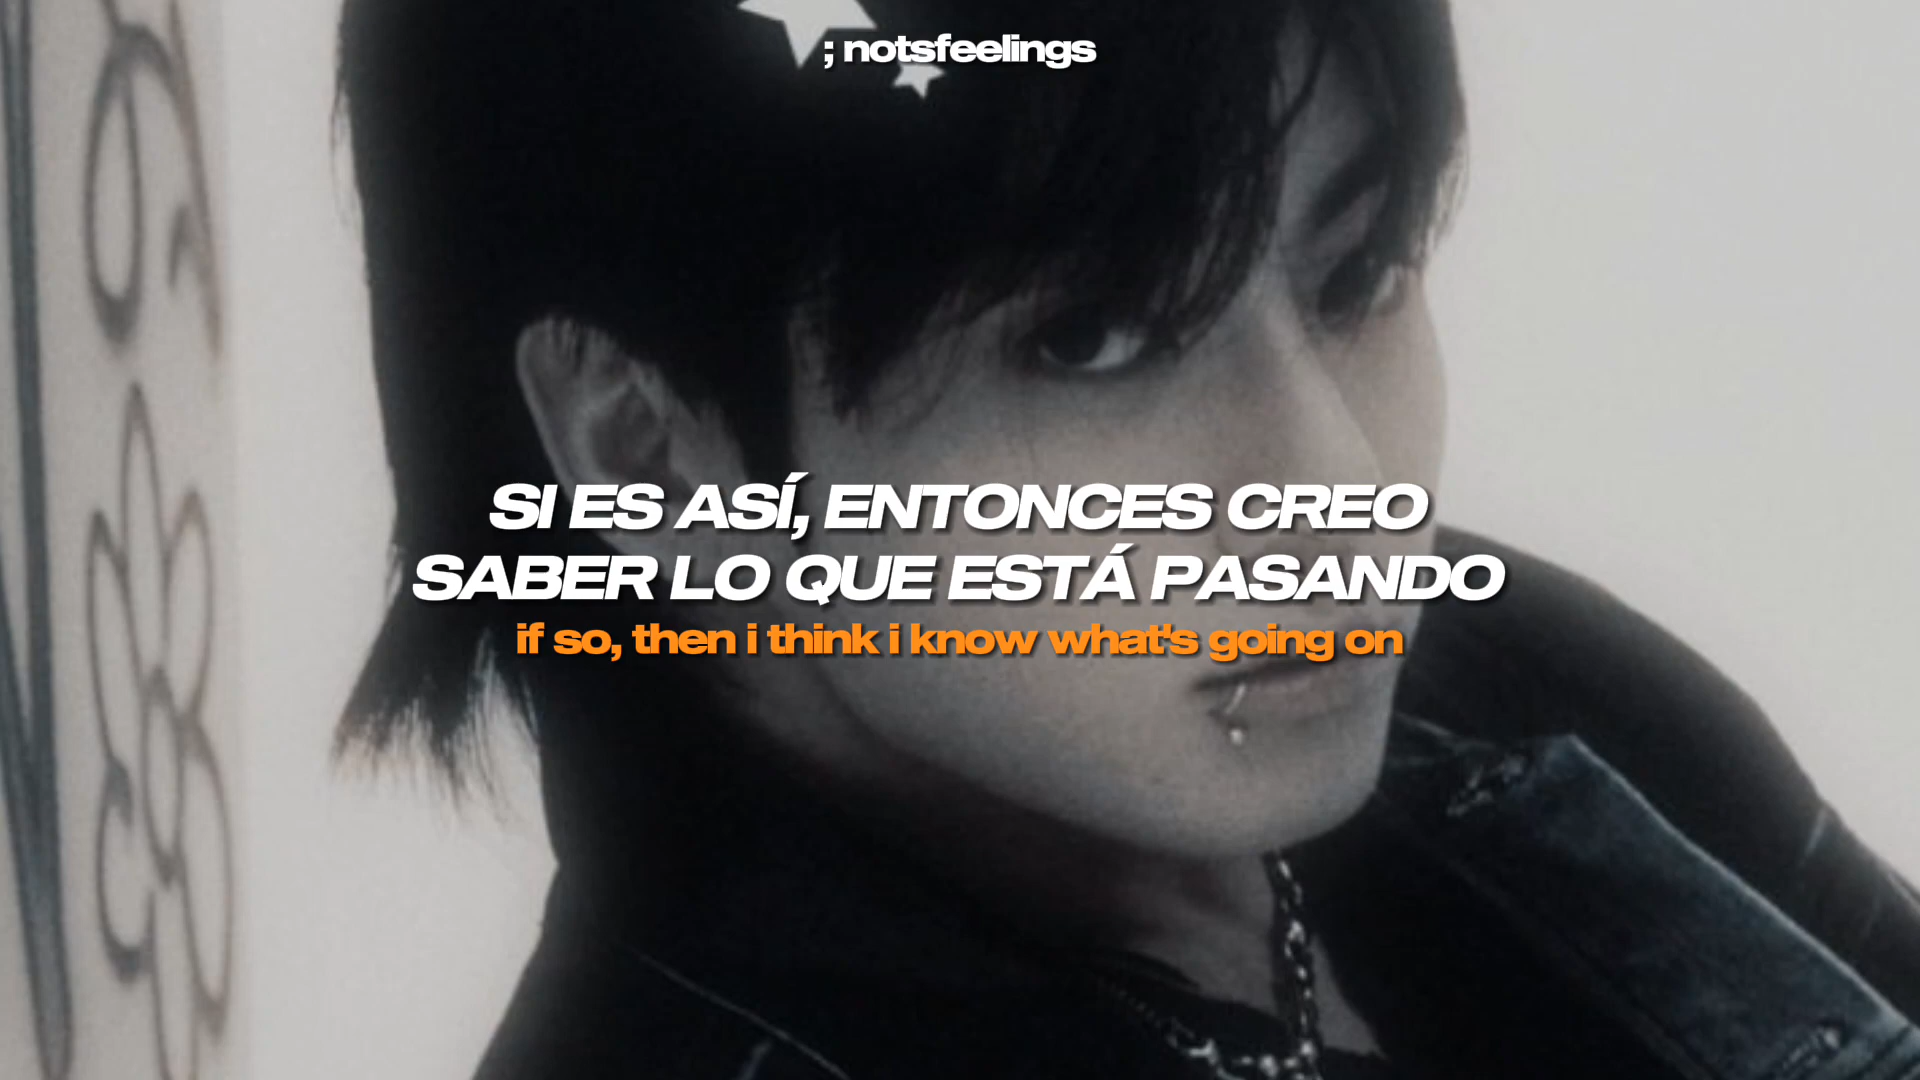 ; notsfeelings
SI ES ASÍ, ENTONCES CREO
SABER LO QUE ESTÁ PASANDO
if so, then i think i know what's going on